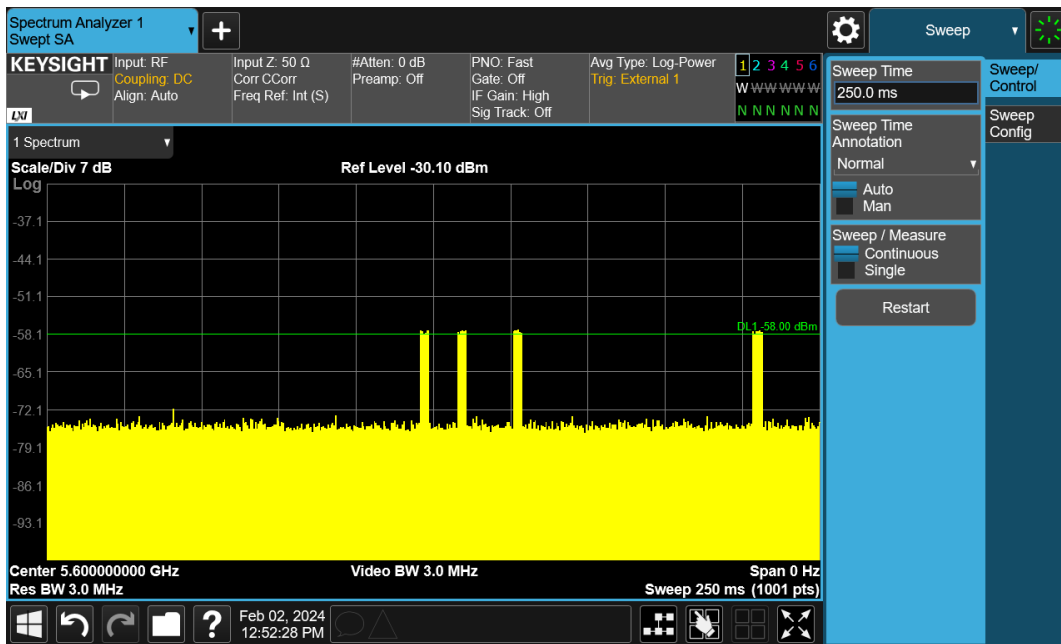 Spectrum Analyzer 1
Swept SA
+
Sweep
KEYSIGHT
LXI
Input: RF
Coupling: DC
Align: Auto
Input Z: 50 Ω
Corr CCorr
Freq Ref: Int (S)
#Atten: 0 dB
Preamp: Off
PNO: Fast
Gate: Off
IF Gain: High
Sig Track: Off
Avg Type: Log-Power
Trig: External 1
1 2 3 4 5 6
W W W W W W
N N N N N N
1 Spectrum
Scale/Div 7 dB
Ref Level -30.10 dBm
Log
-37.1
-44.1
-51.1
-58.1
-65.1
-72.1
-79.1
-86.1
-93.1
DL1 -58.00 dBm
Center 5.600000000 GHz
Video BW 3.0 MHz
Span 0 Hz
Res BW 3.0 MHz
Sweep 250 ms (1001 pts)
Sweep Time
250.0 ms
Sweep Time
Annotation
Normal
Auto
Man
Sweep / Measure
Continuous
Single
Restart
Sweep/
Control
Sweep
Config
?
Feb 02, 2024
12:52:28 PM